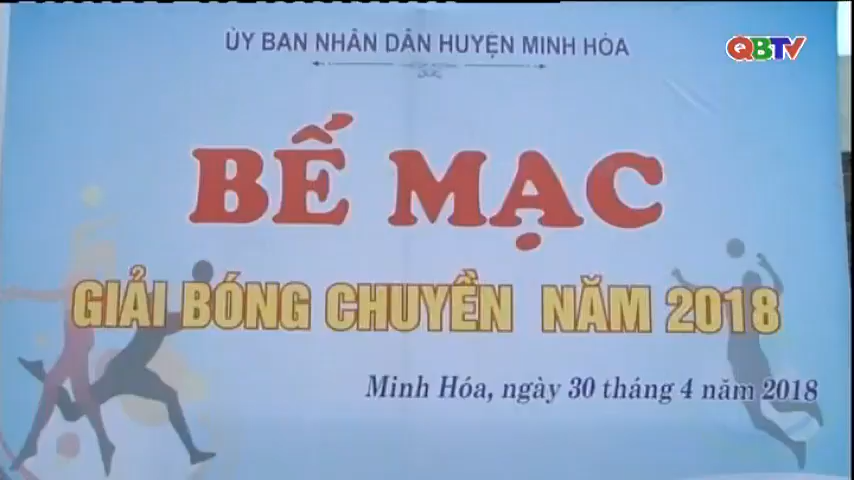 ỦY BAN NHÂN DÂN HUYỆN MINH HÓA
QBTV
BẾ MẠC
GIẢI BÓNG CHUYỀN NĂM 2018
Minh Hóa, ngày 30 tháng 4 năm 2018